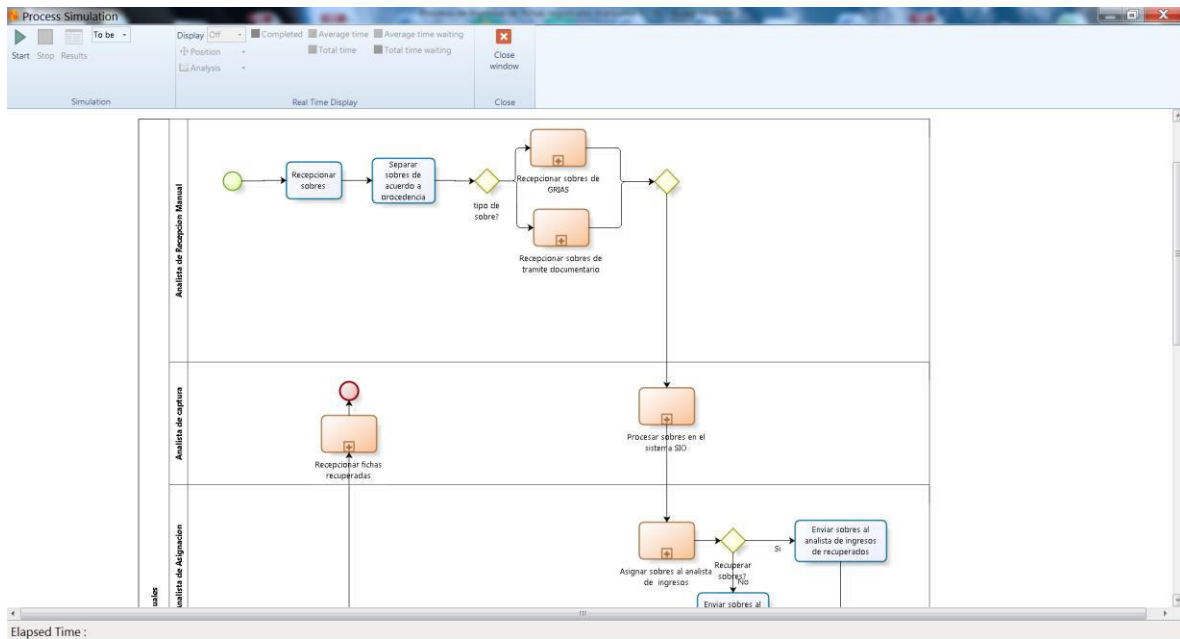 Process Simulation
To be
Display Off
Completed
Average time
Average time waiting
Position
Total time
Total time waiting
Analysis
Start Stop Results
Close
window
Simulation
Real Time Display
Close
Analista de Recepcion Manual
Recepcionar
sobres
Separar
sobres de
acuerdo a
procedencia
tipo de
sobre?
Recepcionar sobres de
GRIAS
Recepcionar sobres de
tramite documentario
Analista de captura
Recepcionar fichas
recuperadas
Procesar sobres en el
sistema SIO
uales
nalista de Asignacion
Asignar sobres al analista
de ingresos
Recuperar
sobres?
Si
No
Enviar sobres al
analista de ingresos
de recuperados
Enviar sobres al
Elapsed Time :